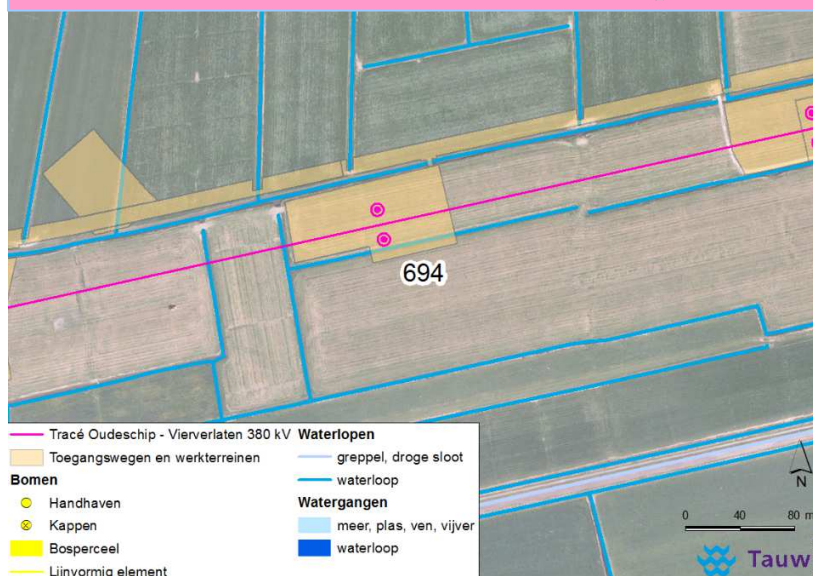 694
Tracé Oudeschip - Vierverlaten 380 kV
Toegangswegen en werkterreinen
Bomen
Handhaven
Kappen
Bosperceel
Lijnvormig element
Waterlopen
greppel, droge sloot
waterloop
Watergangen
meer, plas, ven, vijver
waterloop
N
0 40 80 m
Tauw